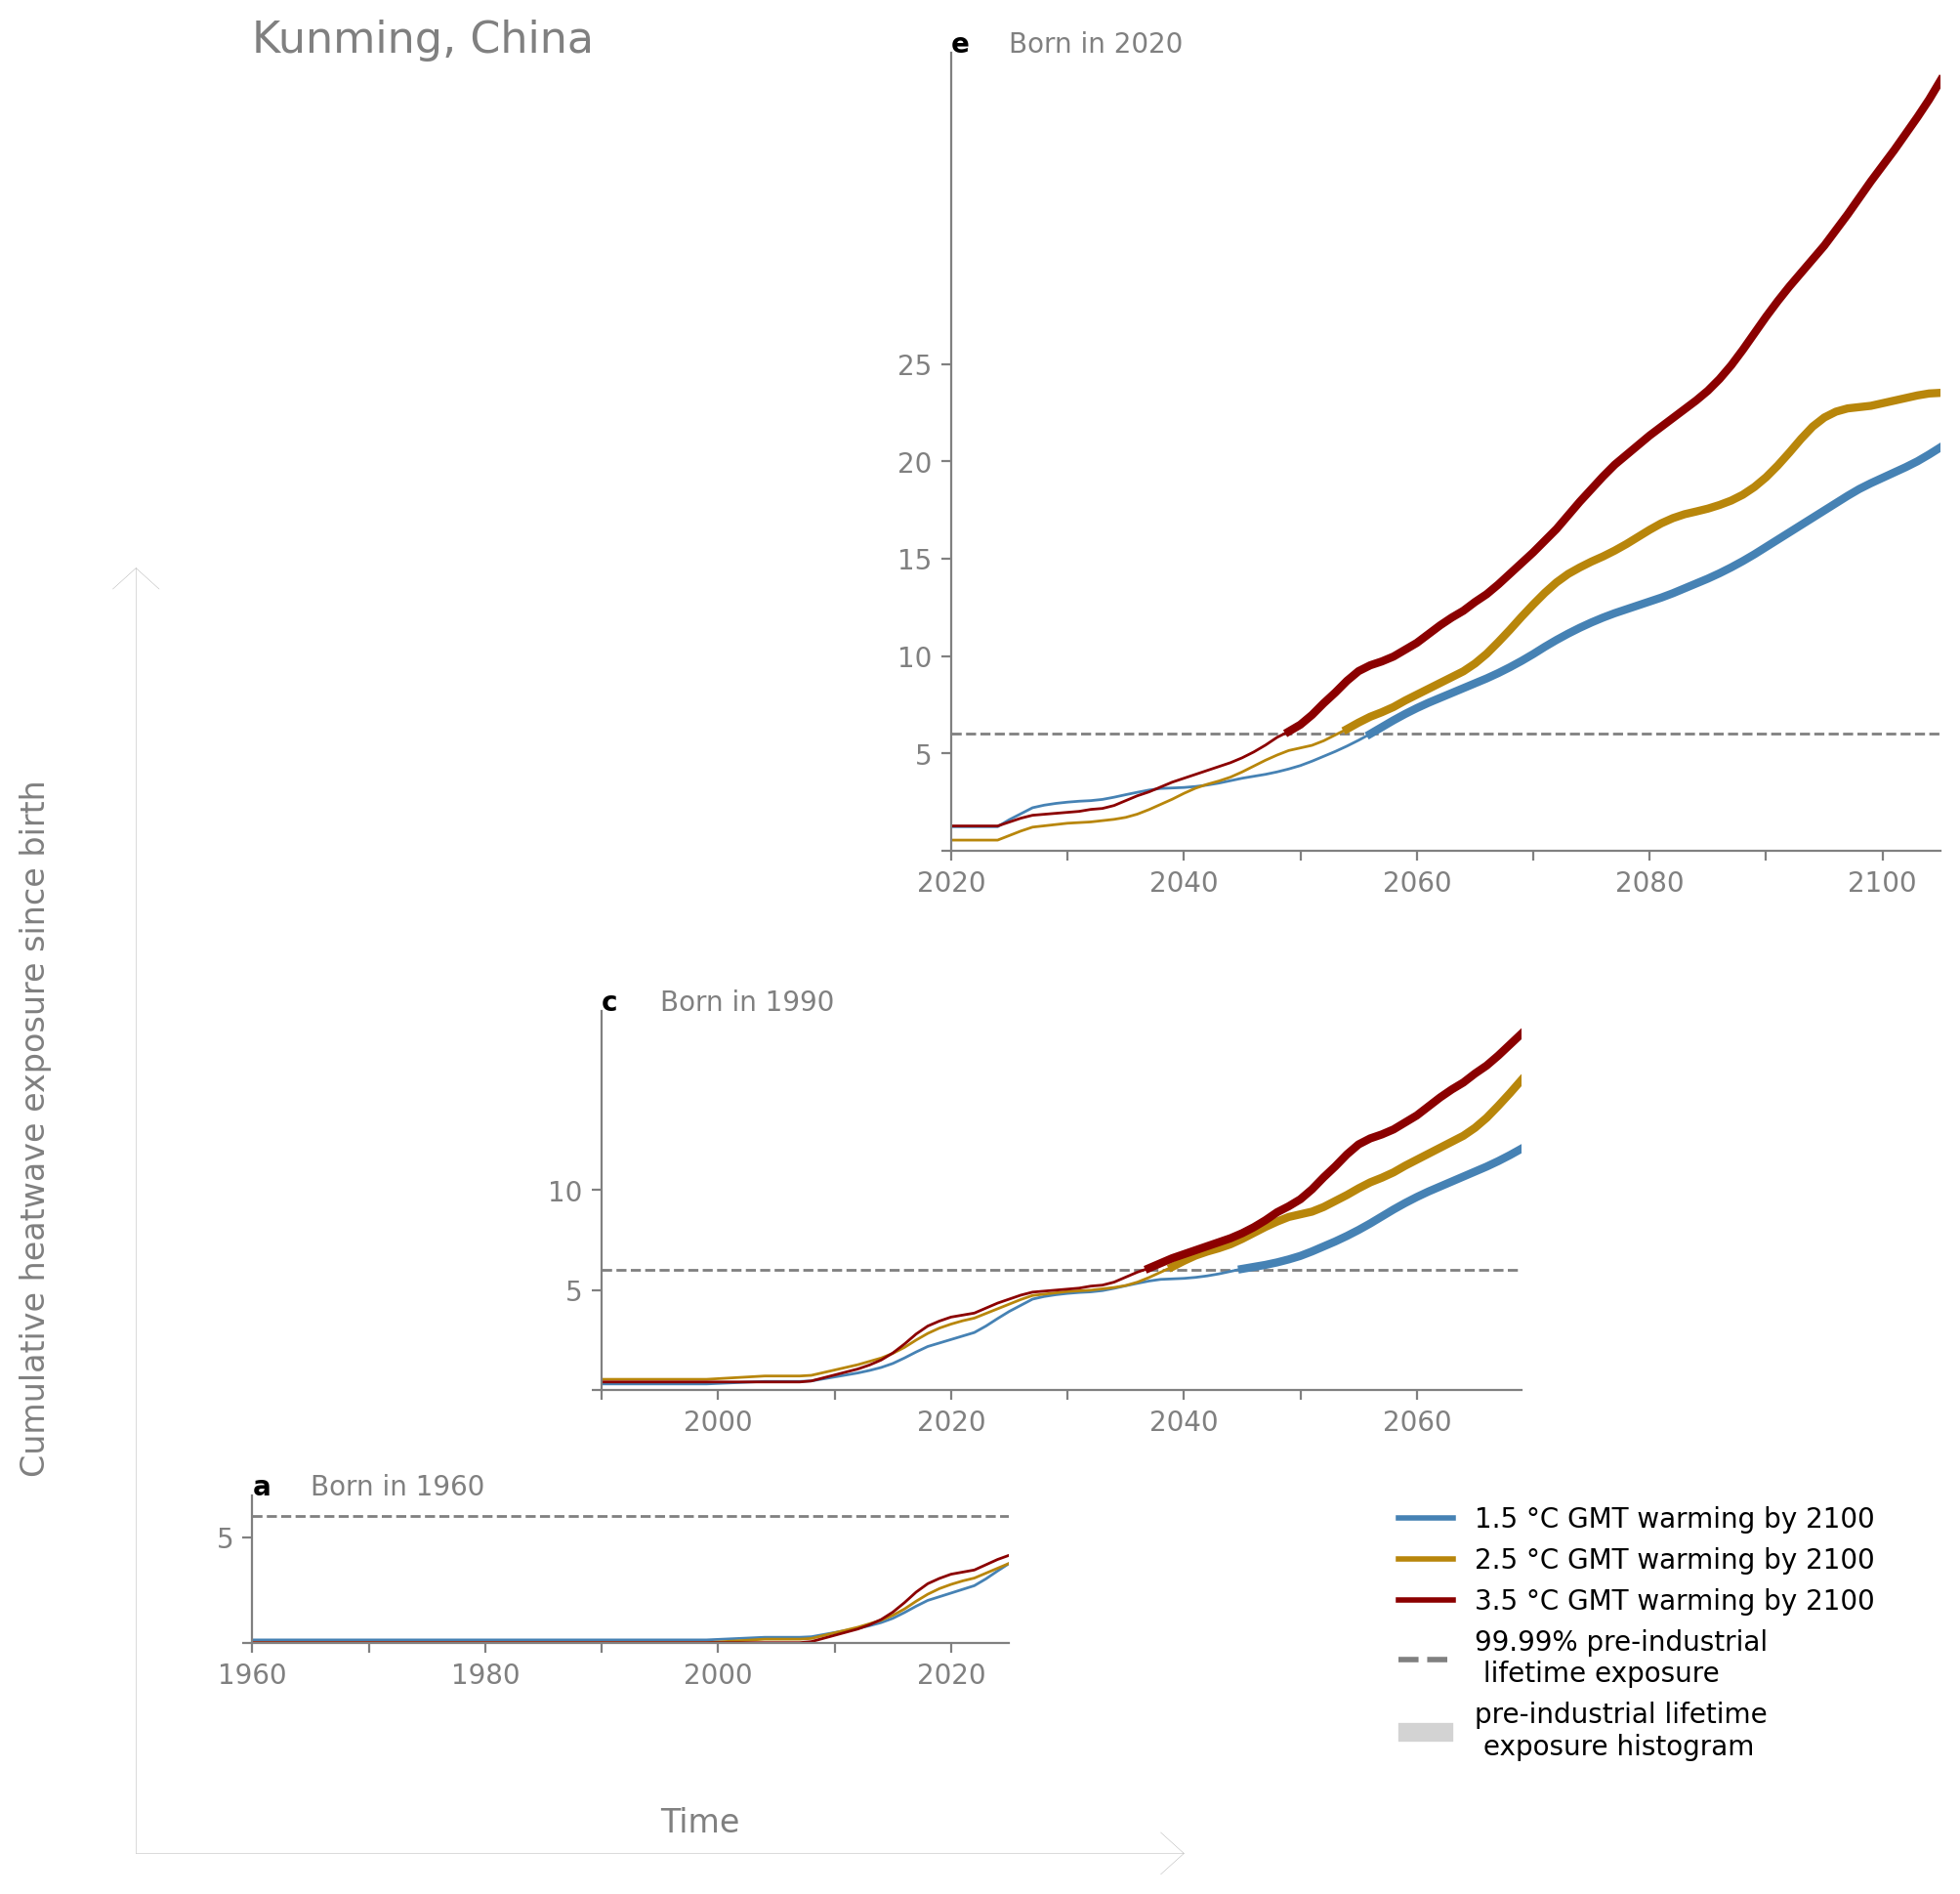 Kunming, China
e Born in 2020
25
20
15
10
5
2020 2040 2060 2080 2100
Cumulative heatwave exposure since birth
c Born in 1990
10
5
2000 2020 2040 2060
a Born in 1960
5
1960 1980 2000 2020
1.5 °C GMT warming by 2100
2.5 °C GMT warming by 2100
3.5 °C GMT warming by 2100
99.99% pre-industrial
lifetime exposure
pre-industrial lifetime
exposure histogram
Time